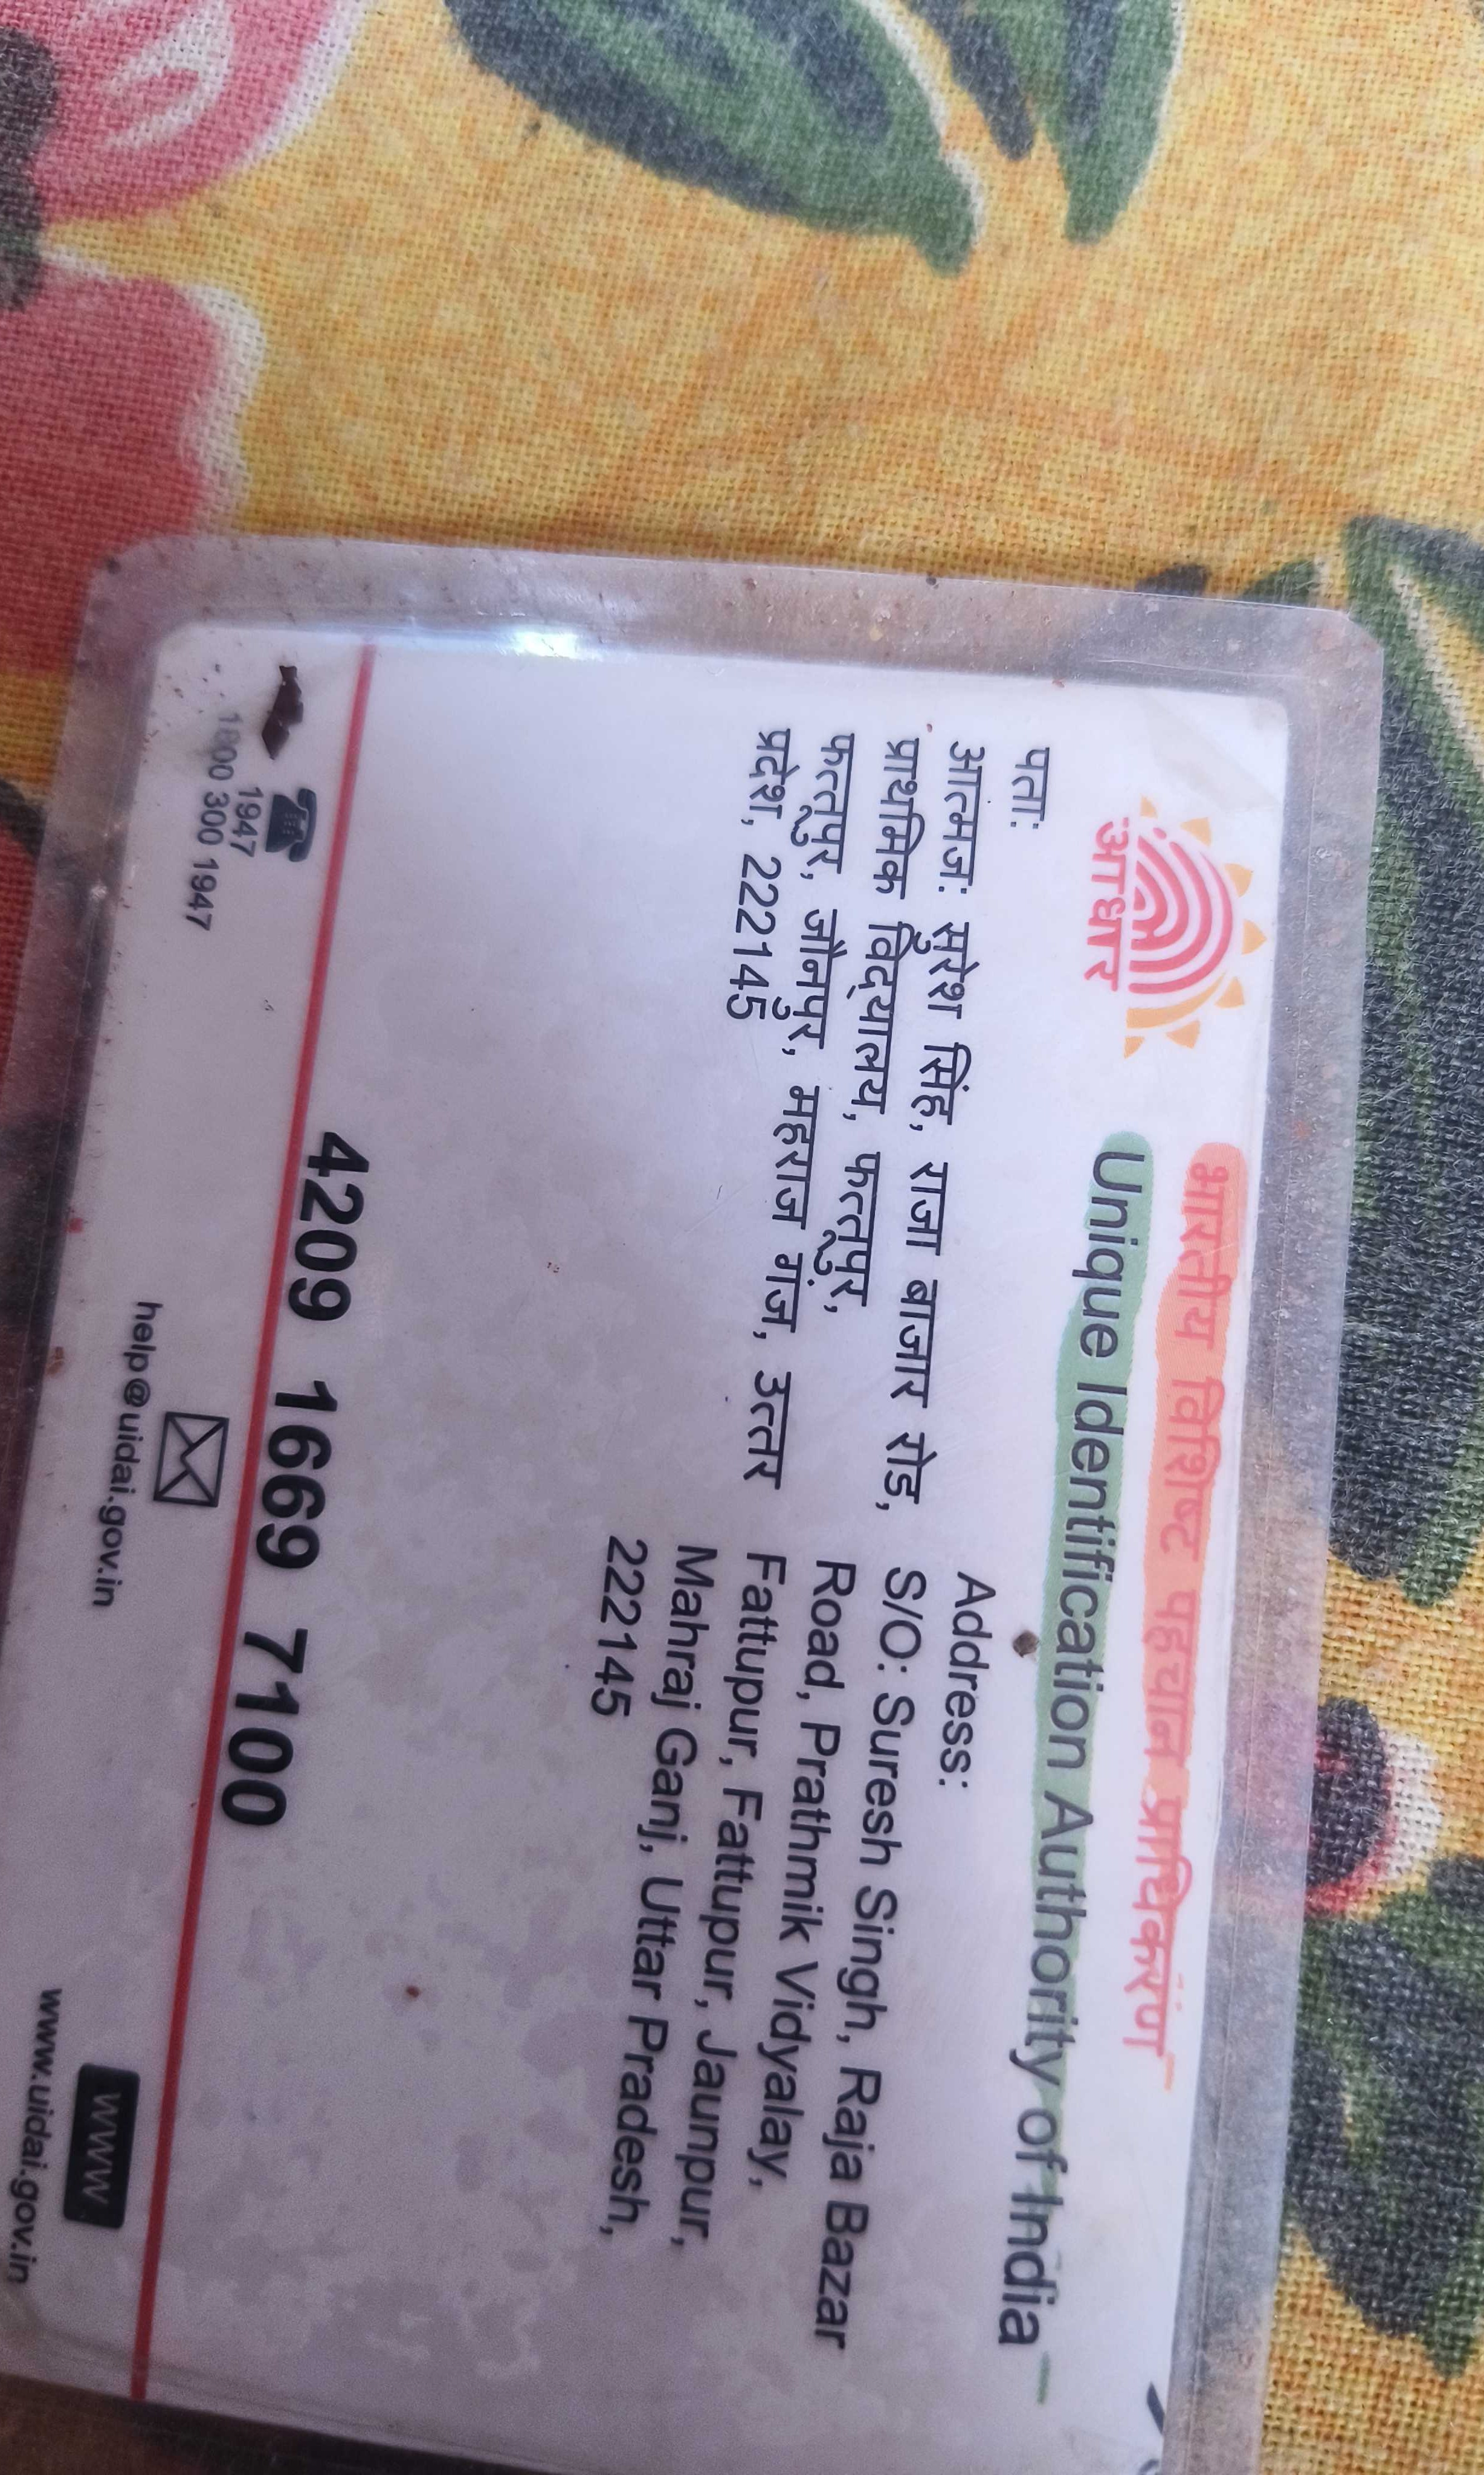 भारतीय विशिष्ट पहचान प्राधिकरण
Unique Identification Authority of India
आधार
पता:
आत्मज: सुरेश सिंह, राजा बाजार रोड,
प्राथमिक विद्यालय, फत्तूपुर,
फत्तूपुर, जौनपुर, महराज गंज, उत्तर
प्रदेश, 222145
Address:
S/O: Suresh Singh, Raja Bazar
Road, Prathmik Vidyalay,
Fattupur, Fattupur, Jaunpur,
Mahraj Ganj, Uttar Pradesh,
222145
4209 1669 7100
1947
1800 300 1947
help@uidai.gov.in
www
www.uidai.gov.in